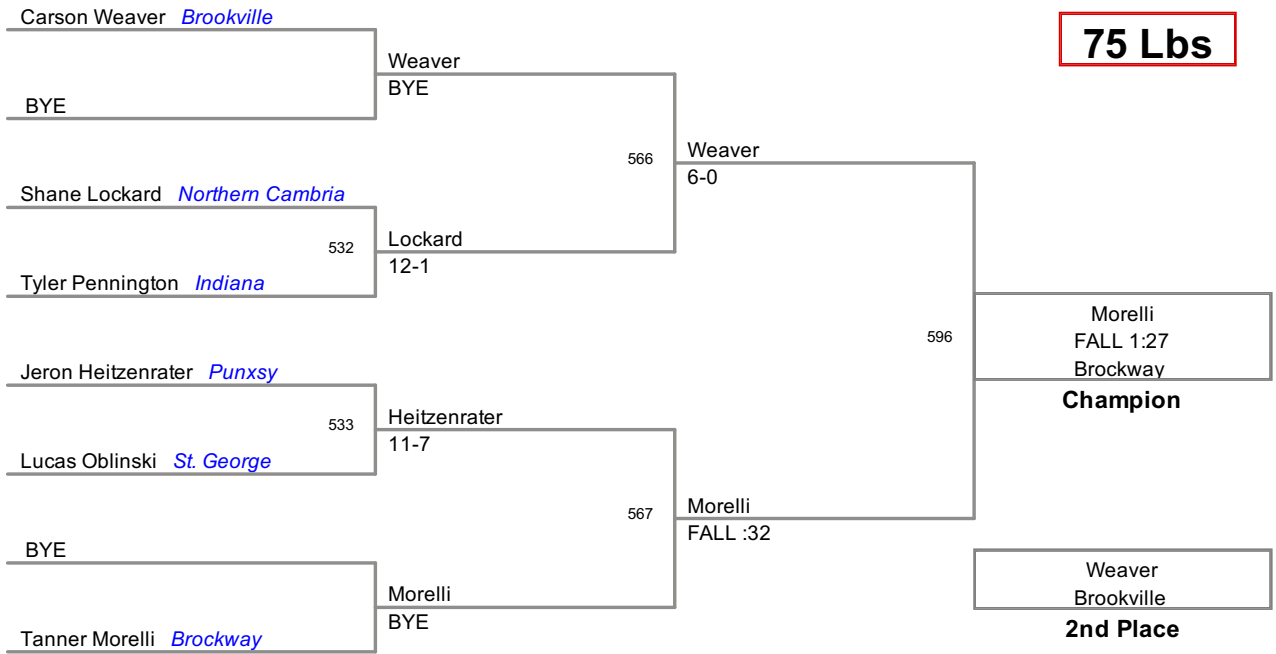 Carson Weaver Brookville
75 Lbs
Weaver
BYE
BYE
566
Weaver
6-0
Shane Lockard Northern Cambria
532
Lockard
12-1
Tyler Pennington Indiana
596
Morelli
FALL 1:27
Brockway
Champion
Jeron Heitzenrater Punxsy
533
Heitzenrater
11-7
Lucas Oblinski St. George
567
Morelli
FALL :32
BYE
Morelli
BYE
Tanner Morelli Brockway
Weaver
Brookville
2nd Place